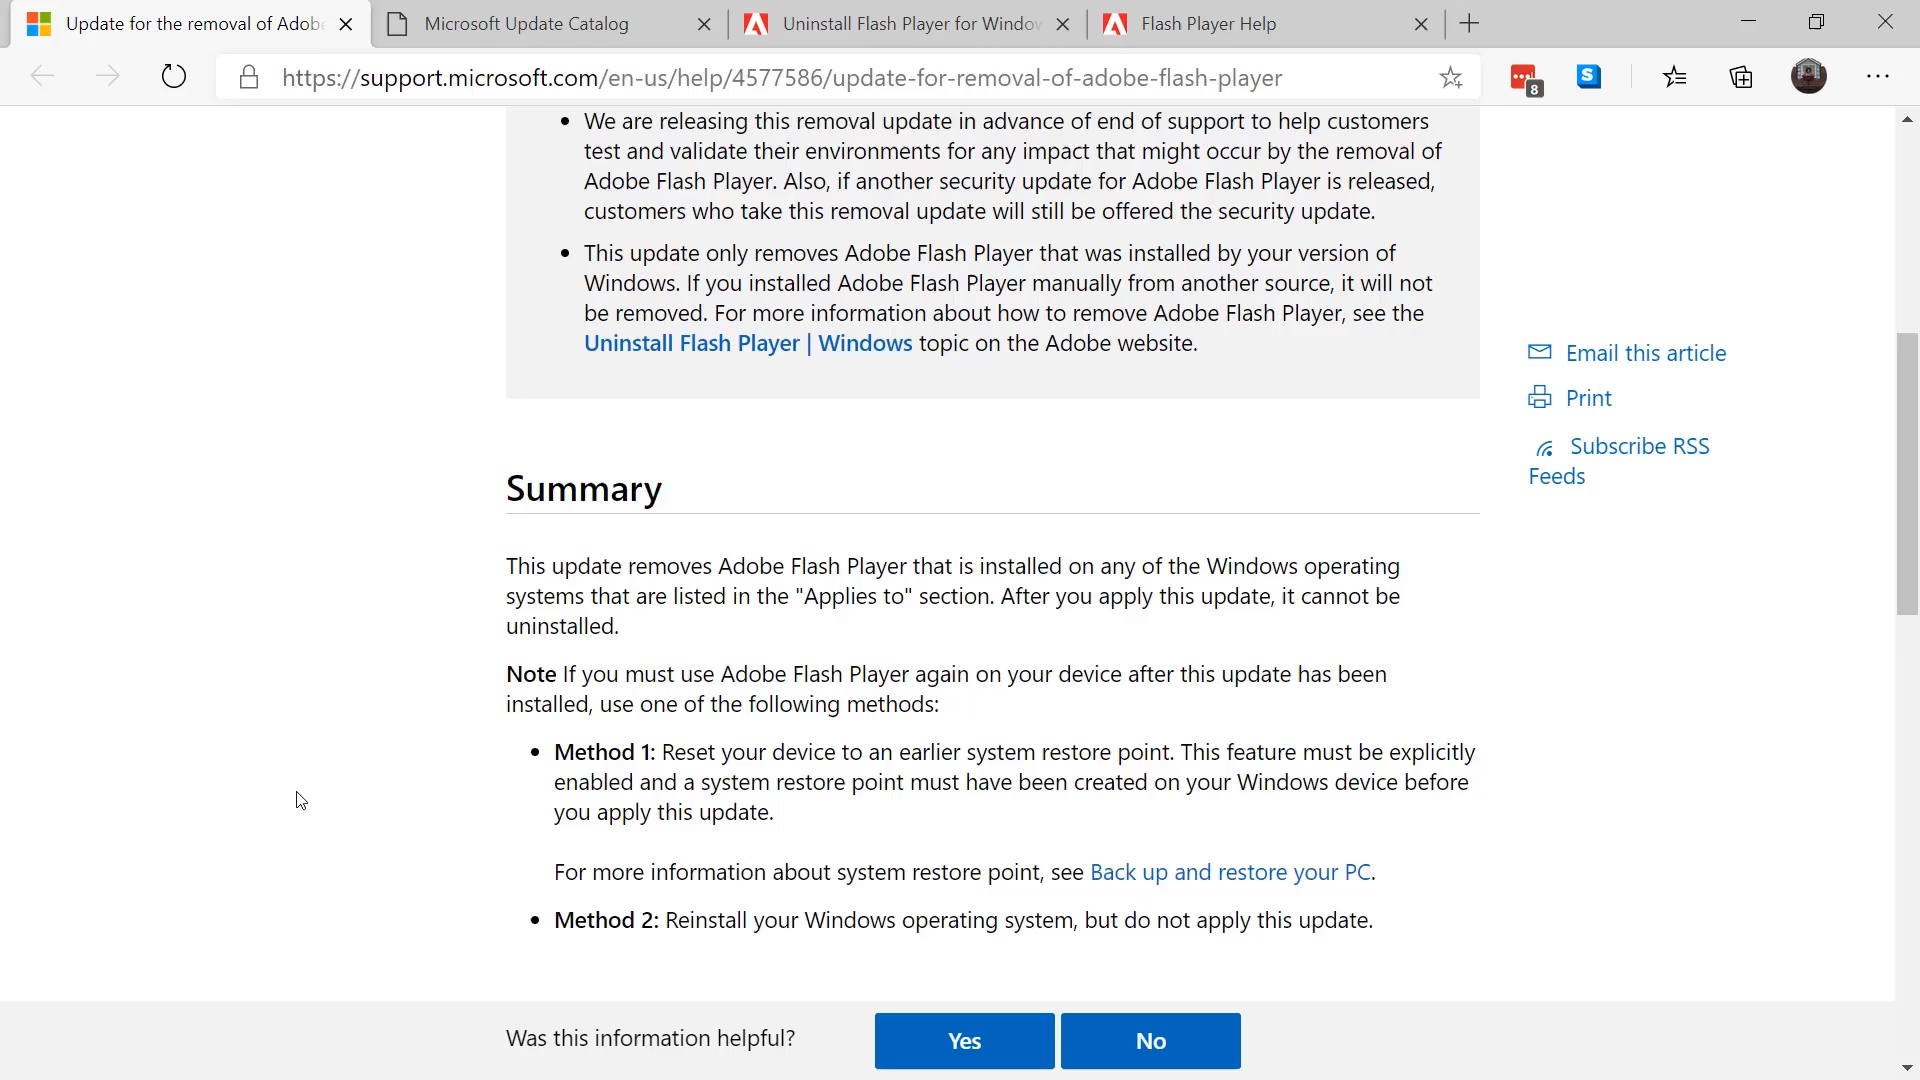 Update for the removal of Adobe
Microsoft Update Catalog
Uninstall Flash Player for Window
Flash Player Help
https://support.microsoft.com/en-us/help/4577586/update-for-removal-of-adobe-flash-player
8
S
• We are releasing this removal update in advance of end of support to help customers
test and validate their environments for any impact that might occur by the removal of
Adobe Flash Player. Also, if another security update for Adobe Flash Player is released,
customers who take this removal update will still be offered the security update.
• This update only removes Adobe Flash Player that was installed by your version of
Windows. If you installed Adobe Flash Player manually from another source, it will not
be removed. For more information about how to remove Adobe Flash Player, see the
Uninstall Flash Player | Windows topic on the Adobe website.
Email this article
Print
Subscribe RSS
Feeds
Summary
This update removes Adobe Flash Player that is installed on any of the Windows operating
systems that are listed in the "Applies to" section. After you apply this update, it cannot be
uninstalled.
Note If you must use Adobe Flash Player again on your device after this update has been
installed, use one of the following methods:
• Method 1: Reset your device to an earlier system restore point. This feature must be explicitly
enabled and a system restore point must have been created on your Windows device before
you apply this update.
For more information about system restore point, see Back up and restore your PC.
• Method 2: Reinstall your Windows operating system, but do not apply this update.
Was this information helpful?
Yes
No